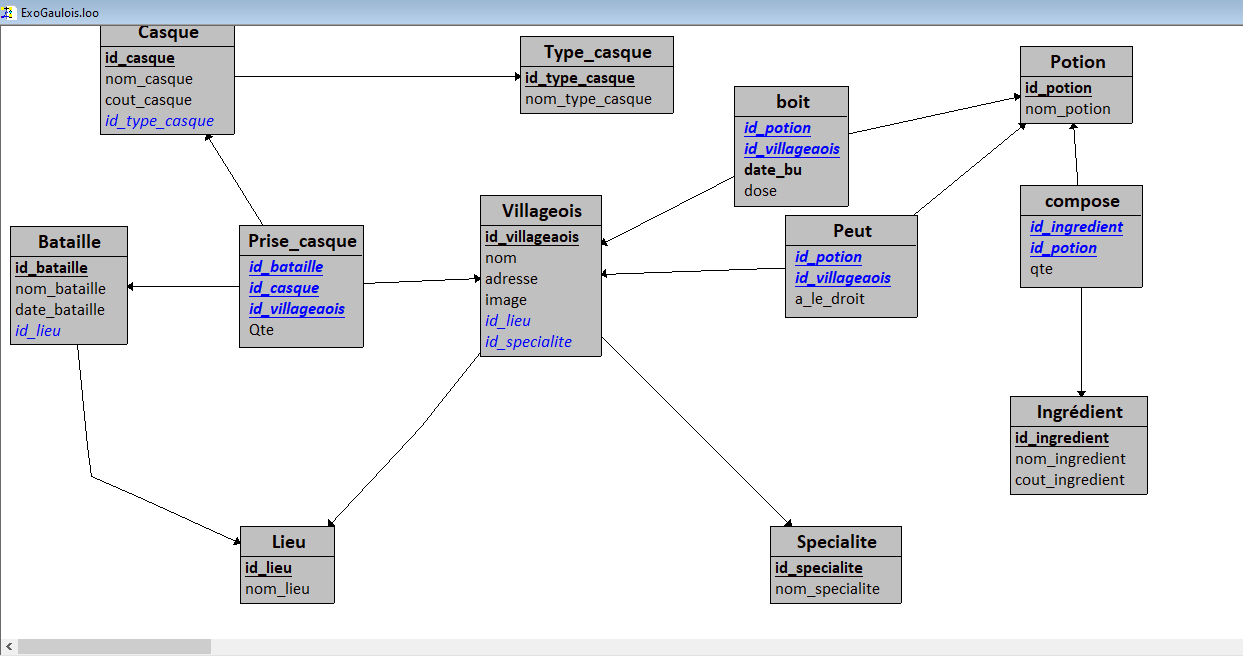 ExoGaulois.loo
Casque
id_casque
nom_casque
cout_casque
id_type_casque
Type_casque
id_type_casque
nom_type_casque
Potion
id_potion
nom_potion
boit
id_potion
id_villageaois
date_bu
dose
compose
id_ingredient
id_potion
qte
Villageois
id_villageaois
nom
adresse
image
id_lieu
id_specialite
Peut
id_potion
id_villageaois
a_le_droit
Bataille
id_bataille
nom_bataille
date_bataille
id_lieu
Prise_casque
id_bataille
id_casque
id_villageaois
Qte
Ingrédient
id_ingredient
nom_ingredient
cout_ingredient
Lieu
id_lieu
nom_lieu
Specialite
id_specialite
nom_specialite